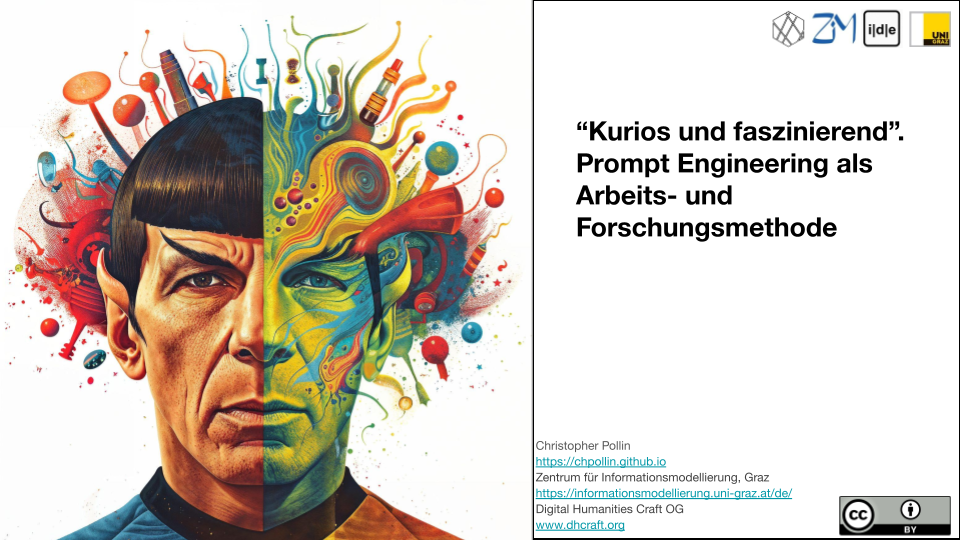 ZIM
i|d|e
UNI
GRAZ
“Kurios und faszinierend”.
Prompt Engineering als
Arbeits- und
Forschungsmethode
Christopher Pollin
https://chpollin.github.io
Zentrum für Informationsmodellierung, Graz
https://informationsmodellierung.uni-graz.at/de/
Digital Humanities Craft OG
www.dhcraft.org
cc
BY